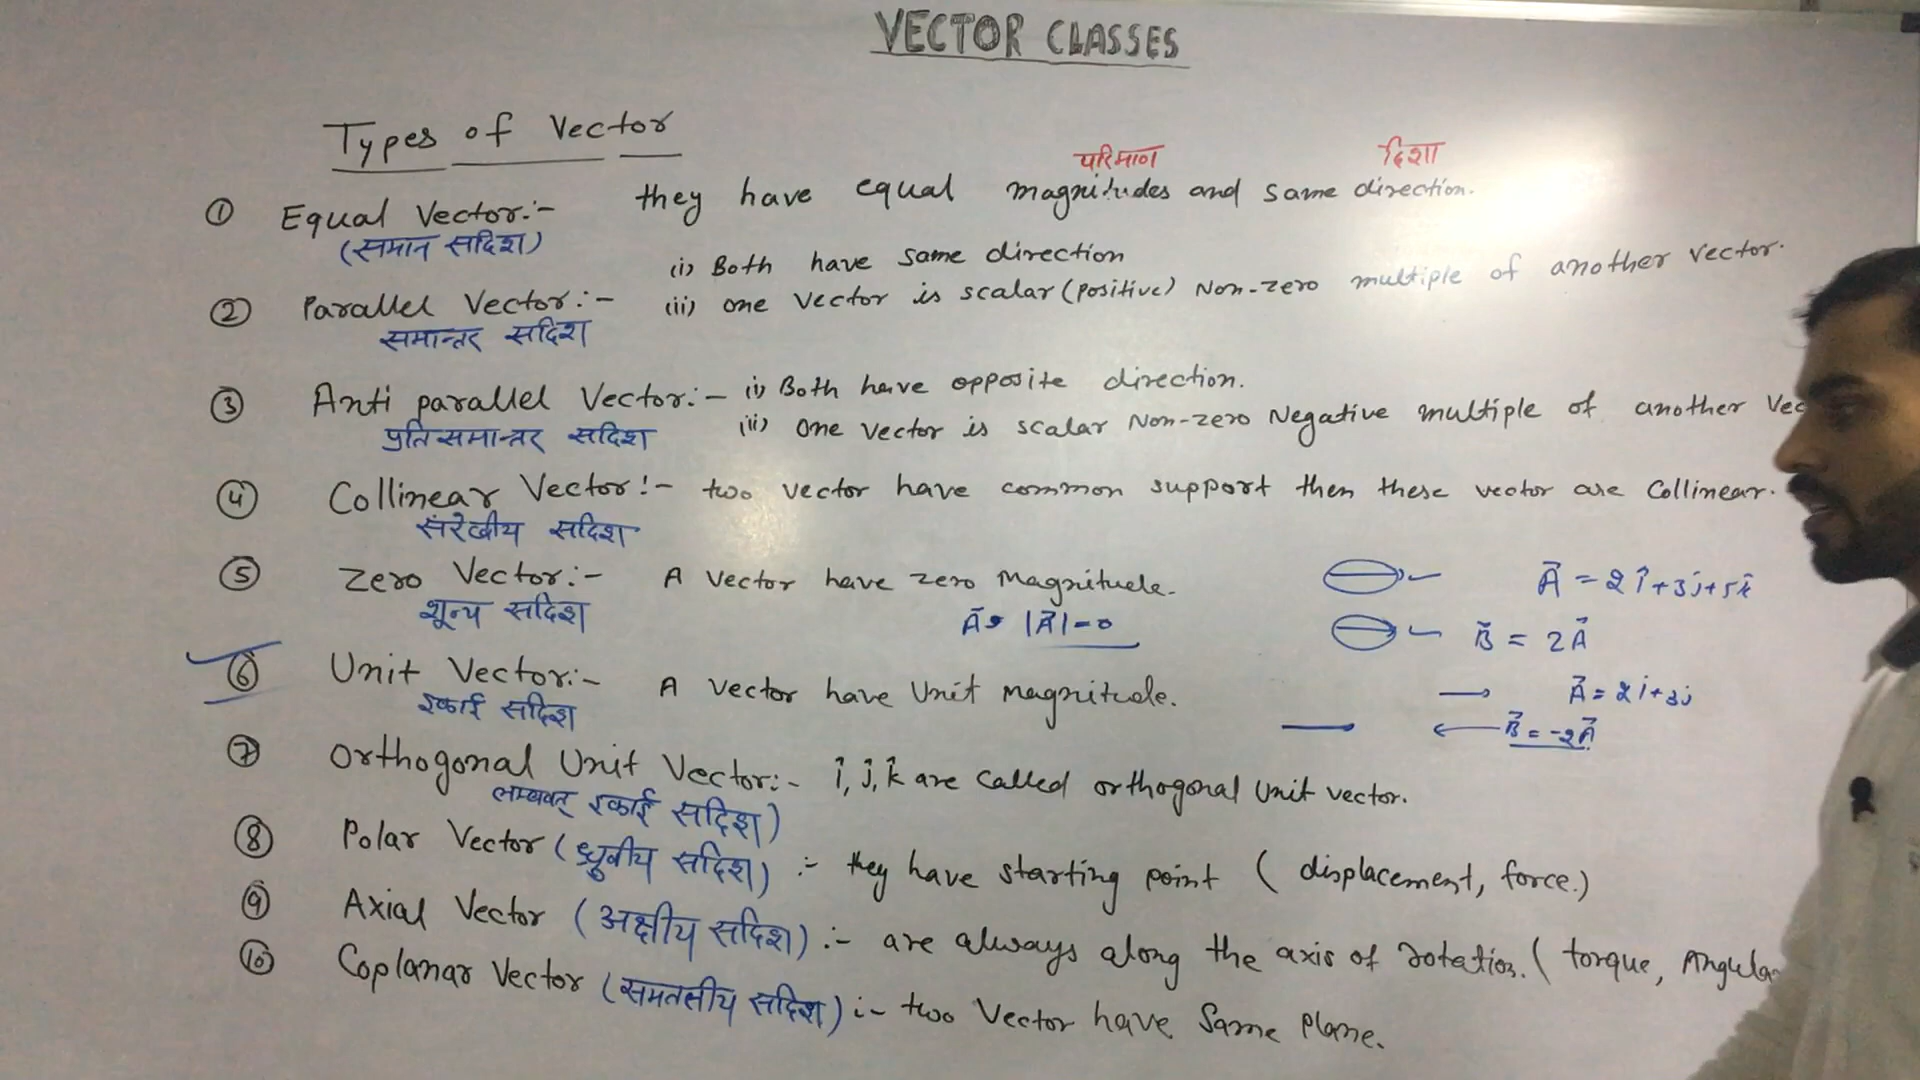 VECTOR CLASSES
Types of Vector
परिमाण दिशा
① Equal Vector:- they have equal magnitudes and same direction.
(समान सदिश)
② Parallel Vector:- (i) Both have same direction
(ii) one vector is scalar (positive) Non-zero multiple of another vector.
समान्तर सदिश
③ Anti parallel Vector:- (i) Both have opposite direction.
(ii) One vector is scalar Non-zero Negative multiple of another Vec
प्रतिसमान्तर सदिश
④ Collinear Vector:- two vector have common support then these vector are Collinear.
संरेखीय सदिश
⑤ Zero Vector:- A vector have zero Magnitude.
शून्य सदिश
|A⃗|=0
A⃗ = 2î+3j+5k̂
B⃗ = 2A⃗
⑥ Unit Vector:- A vector have Unit Magnitude.
इकाई सदिश
A⃗ = 2i+3j
B⃗ = -2A⃗
⑦ Orthogonal Unit Vector:- î, ĵ, k̂ are called orthogonal unit vector.
लम्बवत् इकाई सदिश)
⑧ Polar Vector (ध्रुवीय सदिश) :- they have starting point (displacement, force.)
⑨ Axial Vector (अक्षीय सदिश) :- are always along the axis of rotation. (torque, Angula
⑩ Coplanar Vector (समतलीय सदिश) :- two Vector have Same plane.